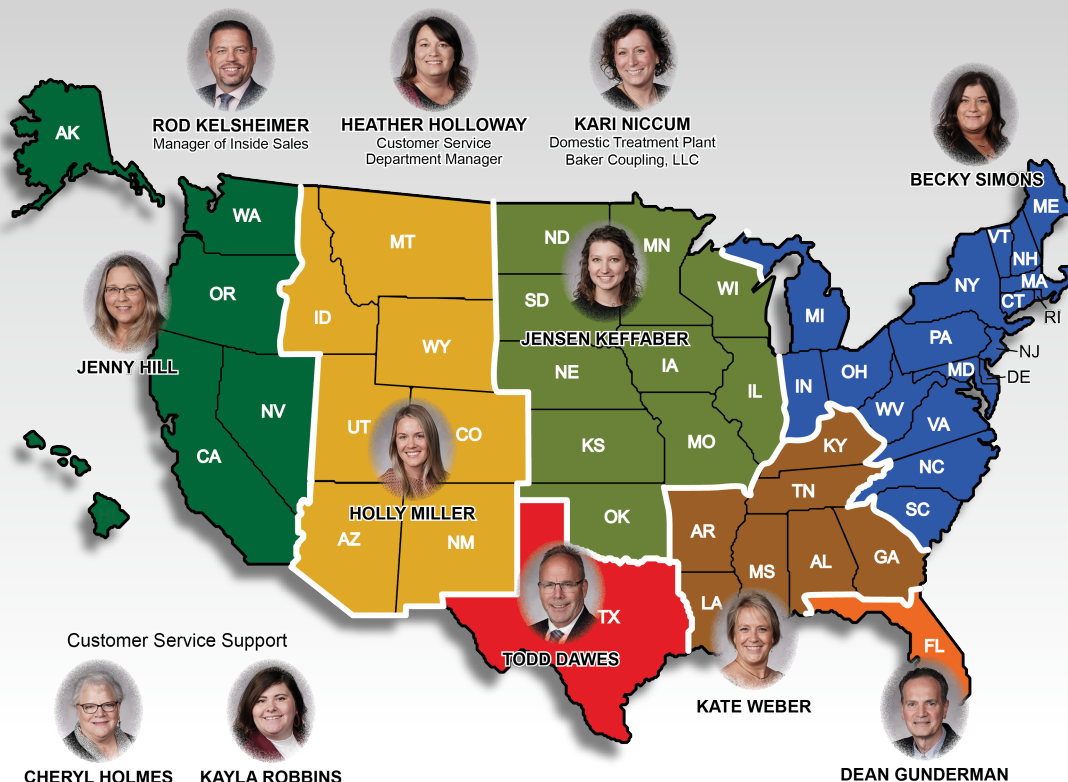 ROD KELSHEIMER
Manager of Inside Sales
HEATHER HOLLOWAY
Customer Service
Department Manager
KARI NICCUM
Domestic Treatment Plant
Baker Coupling, LLC
BECKY SIMONS
AK
WA
MT
ND
MN
ME
VT
NH
MA
NY
CT
RI
OR
ID
SD
WI
MI
WY
JENSEN KEFFABER
PA
NJ
MD
DE
JENNY HILL
NE
IA
IL
IN
OH
WV
VA
NV
UT
CO
CA
KS
MO
KY
NC
TN
SC
HOLLY MILLER
OK
AR
AZ
NM
MS
AL
GA
LA
TX
FL
TODD DAWES
KATE WEBER
DEAN GUNDERMAN
Customer Service Support
CHERYL HOLMES
KAYLA ROBBINS